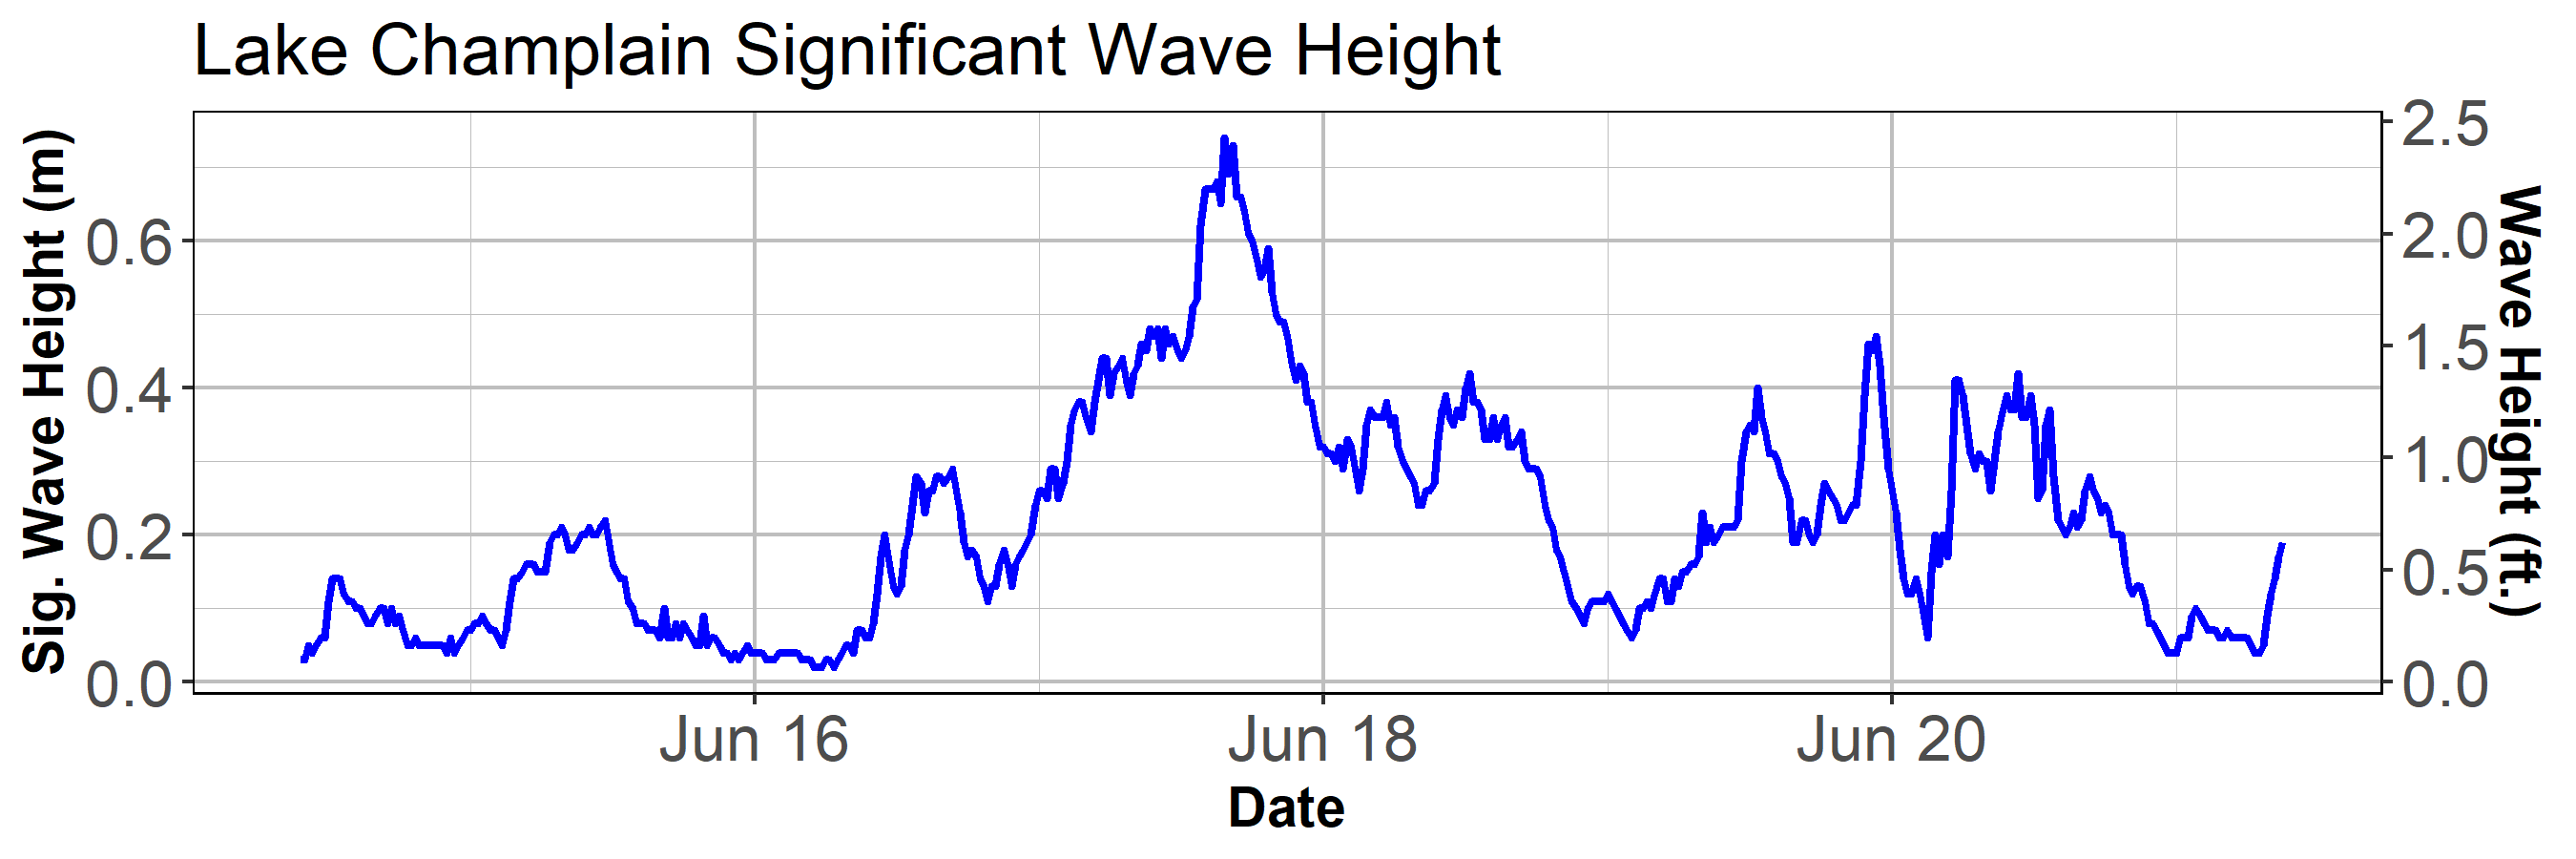 Lake Champlain Significant Wave Height
Sig. Wave Height (m)
0.6
0.4
0.2
0.0
2.5
2.0
1.5
1.0
0.5
0.0
Wave Height (ft.)
Jun 16
Jun 18
Jun 20
Date